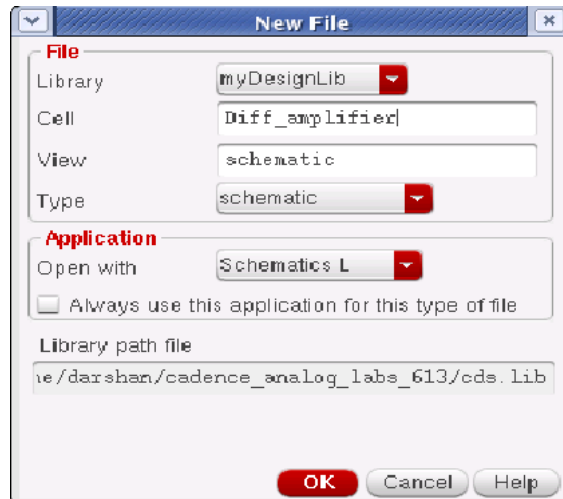 New File
File
Library myDesignLib
Cell Diff_amplifier
View schematic
Type schematic
Application
Open with Schematics L
Always use this application for this type of file
Library path file
ne/darshan/cadence_analog_labs_613/cds.lib
OK Cancel Help